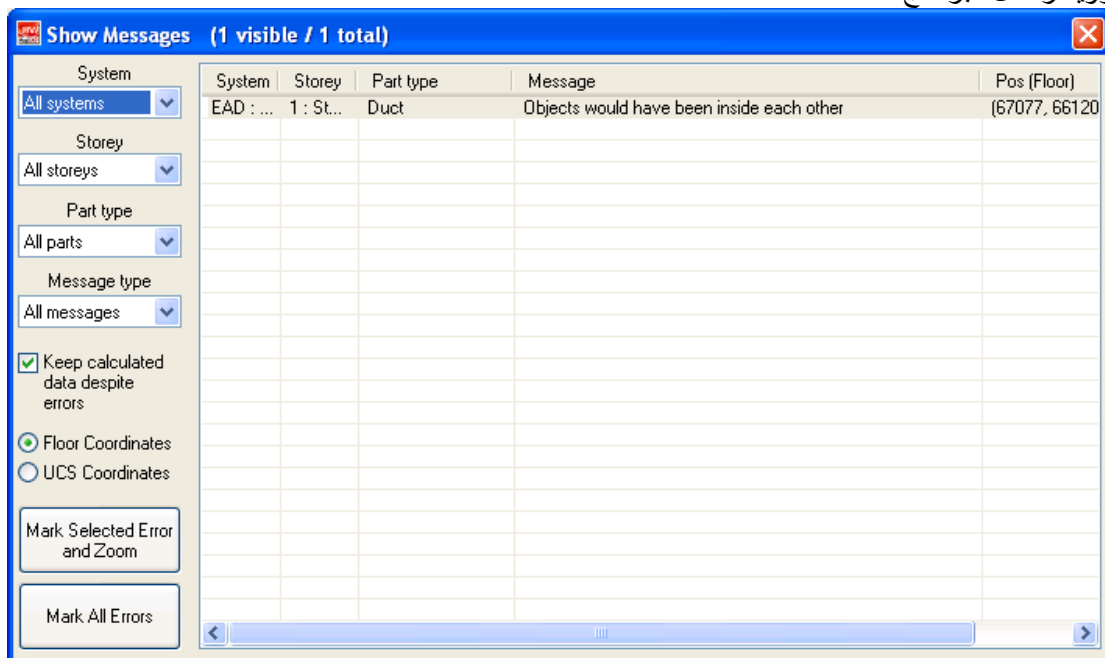 Show Messages (1 visible / 1 total)
System
All systems
Storey
All storeys
Part type
All parts
Message type
All messages
Keep calculated
data despite
errors
Floor Coordinates
UCS Coordinates
Mark Selected Error
and Zoom
Mark All Errors
System Storey Part type Message Pos (Floor)
EAD : ... 1 : St... Duct Objects would have been inside each other (67077, 66120